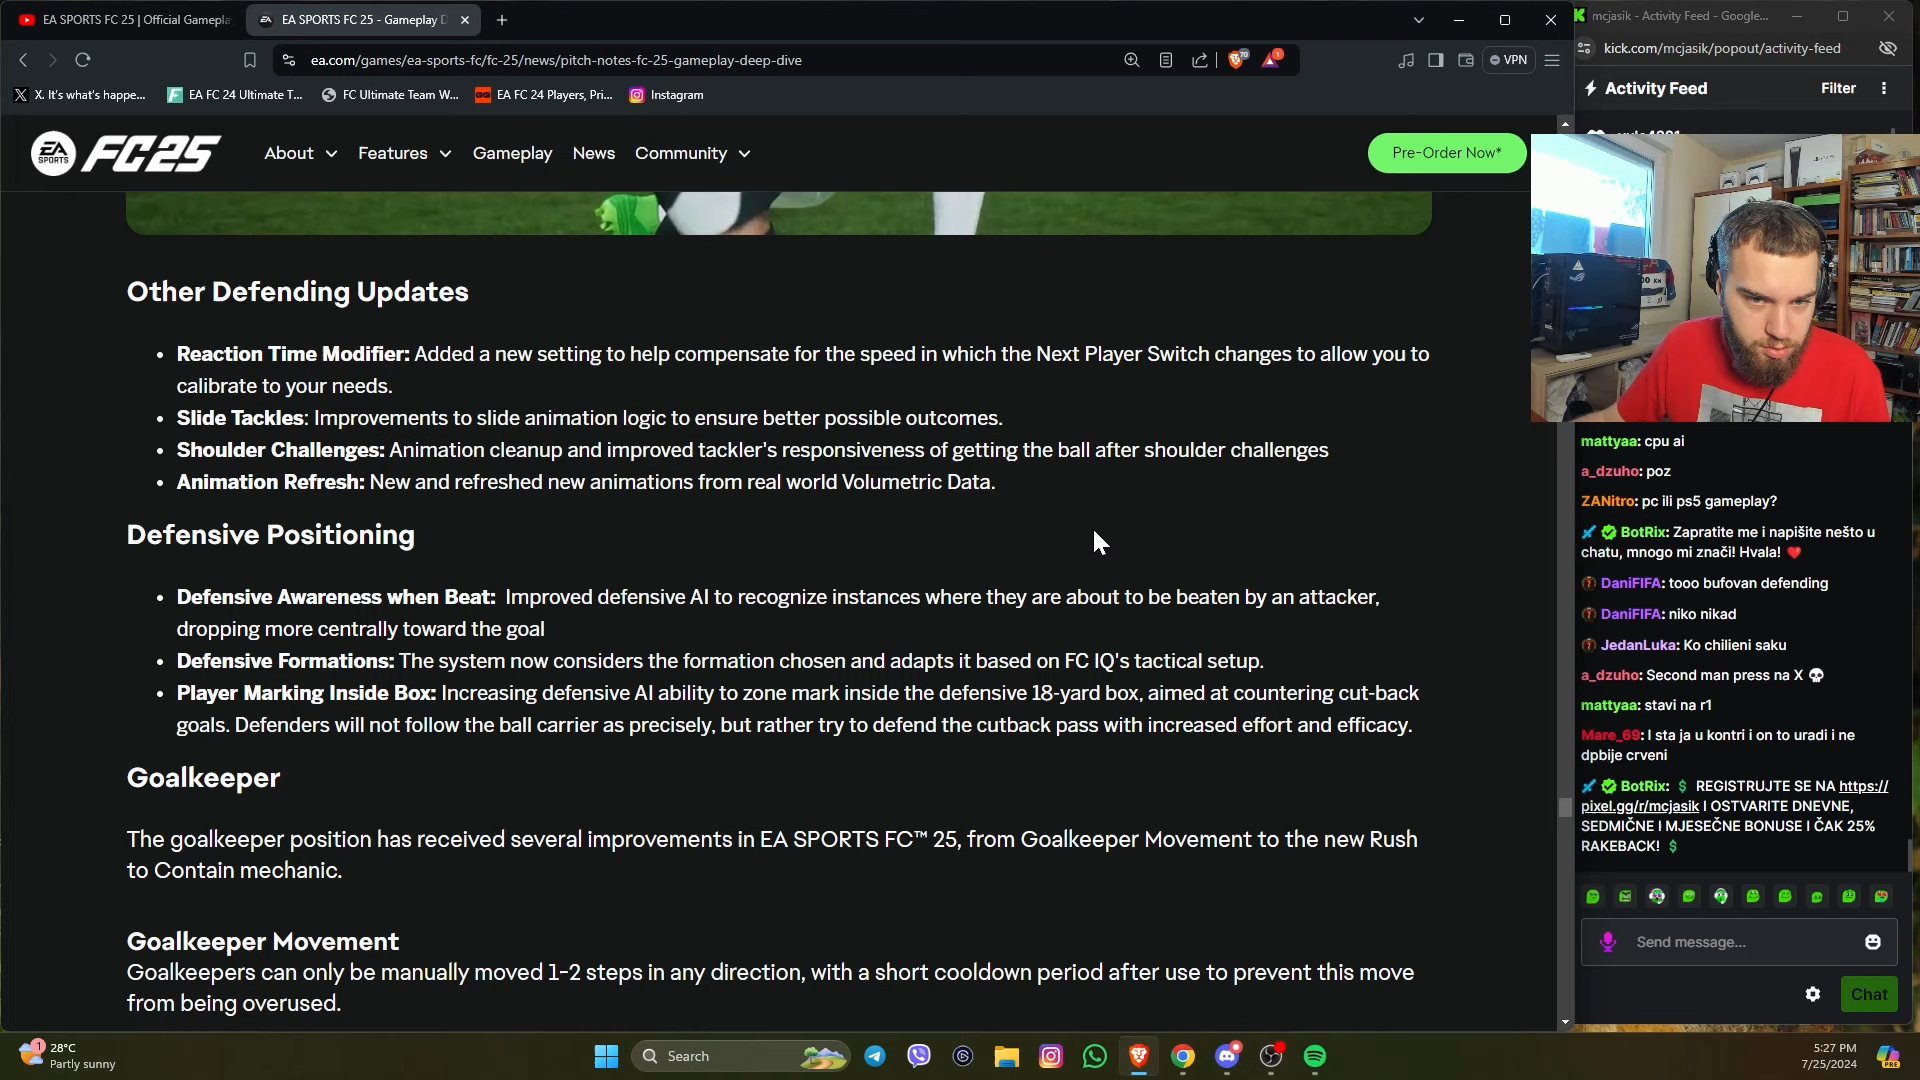 EA SPORTS FC 25 | Official Gamepla
EA SPORTS FC 25 - Gameplay D
mcjasik - Activity Feed - Google...
ea.com/games/ea-sports-fc/fc-25/news/pitch-notes-fc-25-gameplay-deep-dive
VPN
kick.com/mcjasik/popout/activity-feed
X. It's what's happe...
EA FC 24 Ultimate T...
FC Ultimate Team W...
EA FC 24 Players, Pri...
Instagram
Activity Feed
Filter
EA SPORTS FC25
About
Features
Gameplay
News
Community
Pre-Order Now*
Other Defending Updates
• Reaction Time Modifier: Added a new setting to help compensate for the speed in which the Next Player Switch changes to allow you to
calibrate to your needs.
• Slide Tackles: Improvements to slide animation logic to ensure better possible outcomes.
• Shoulder Challenges: Animation cleanup and improved tackler's responsiveness of getting the ball after shoulder challenges
• Animation Refresh: New and refreshed new animations from real world Volumetric Data.
Defensive Positioning
• Defensive Awareness when Beat: Improved defensive AI to recognize instances where they are about to be beaten by an attacker,
dropping more centrally toward the goal
• Defensive Formations: The system now considers the formation chosen and adapts it based on FC IQ's tactical setup.
• Player Marking Inside Box: Increasing defensive AI ability to zone mark inside the defensive 18-yard box, aimed at countering cut-back
goals. Defenders will not follow the ball carrier as precisely, but rather try to defend the cutback pass with increased effort and efficacy.
Goalkeeper
The goalkeeper position has received several improvements in EA SPORTS FC™ 25, from Goalkeeper Movement to the new Rush
to Contain mechanic.
Goalkeeper Movement
Goalkeepers can only be manually moved 1-2 steps in any direction, with a short cooldown period after use to prevent this move
from being overused.
mattyaa: cpu ai
a_dzuho: poz
ZANitro: pc ili ps5 gameplay?
BotRix: Zapratite me i napišite nešto u
chatu, mnogo mi znači! Hvala! ❤️
DaniFIFA: tooo bufovan defending
DaniFIFA: niko nikad
JedanLuka: Ko chilieni saku
a_dzuho: Second man press na X 💀
mattyaa: stavi na r1
Mare_69: I sta ja u kontri i on to uradi i ne
dpbije crveni
BotRix: 💲 REGISTRUJTE SE NA https://
pixel.gg/r/mcjasik I OSTVARITE DNEVNE,
SEDMIČNE I MJESEČNE BONUSE I ČAK 25%
RAKEBACK! 💲
Send message...
Chat
28°C
Partly sunny
Search
5:27 PM
7/25/2024